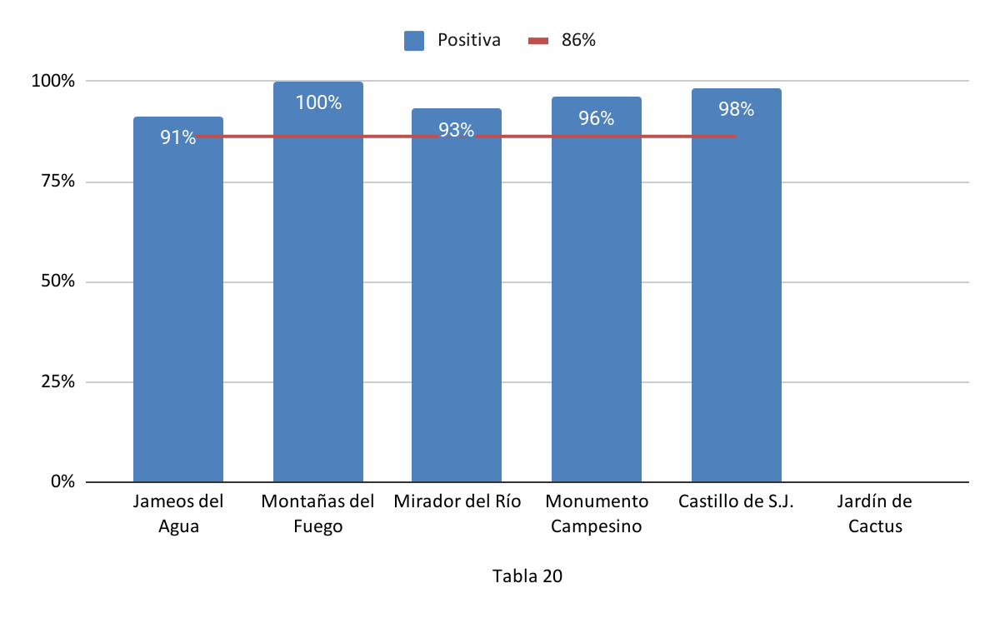 Positiva 86%
100%
75%
50%
25%
0%
91%
100%
93%
96%
98%
Jameos del
Agua
Montañas del
Fuego
Mirador del Río
Monumento
Campesino
Castillo de S.J.
Jardín de
Cactus
Tabla 20